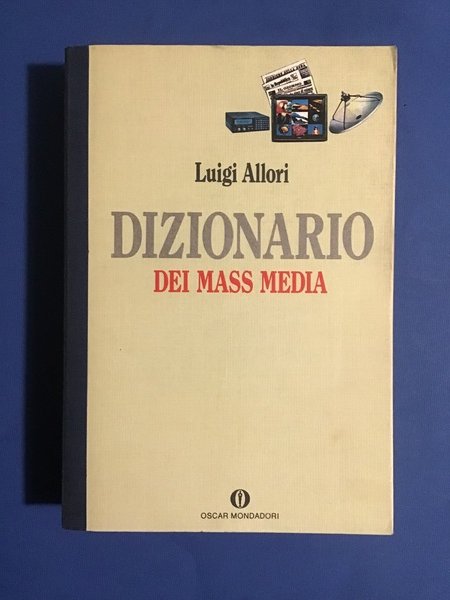 Luigi Allori
DIZIONARIO
DEI MASS MEDIA
OSCAR MONDADORI